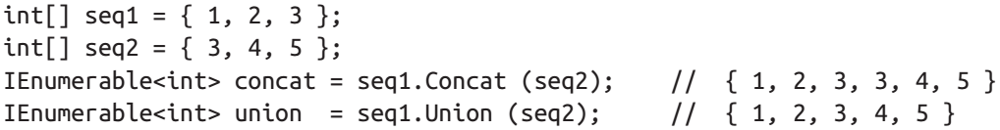 int[] seq1 = { 1, 2, 3 };
int[] seq2 = { 3, 4, 5 };
IEnumerable<int> concat = seq1.Concat (seq2);    //  { 1, 2, 3, 3, 4, 5 }
IEnumerable<int> union  = seq1.Union (seq2);     //  { 1, 2, 3, 4, 5 }